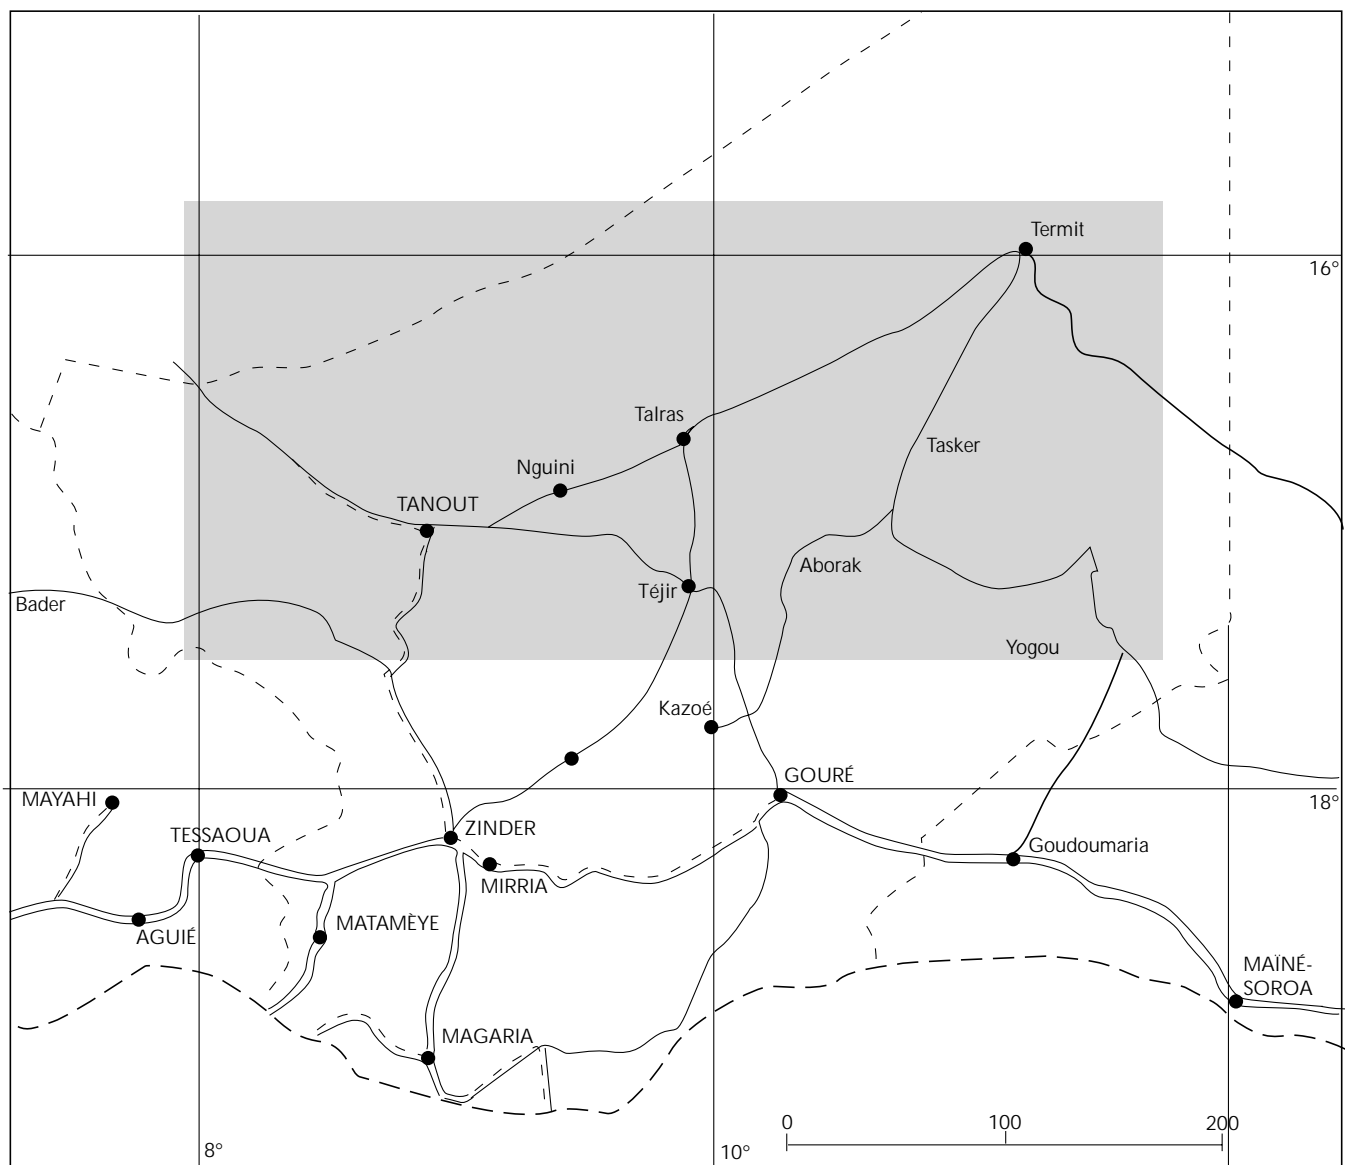 Termit
16°
Talras
Tasker
Nguini
TANOUT
Aborak
Téjir
Bader
Yogou
Kazoé
GOURÉ
18°
MAYAHI
ZINDER
TESSAOUA
Goudoumaria
MIRRIA
MATAMÈYE
AGUIÉ
MAÏNÉ-
SOROA
MAGARIA
0 100 200
8°
10°